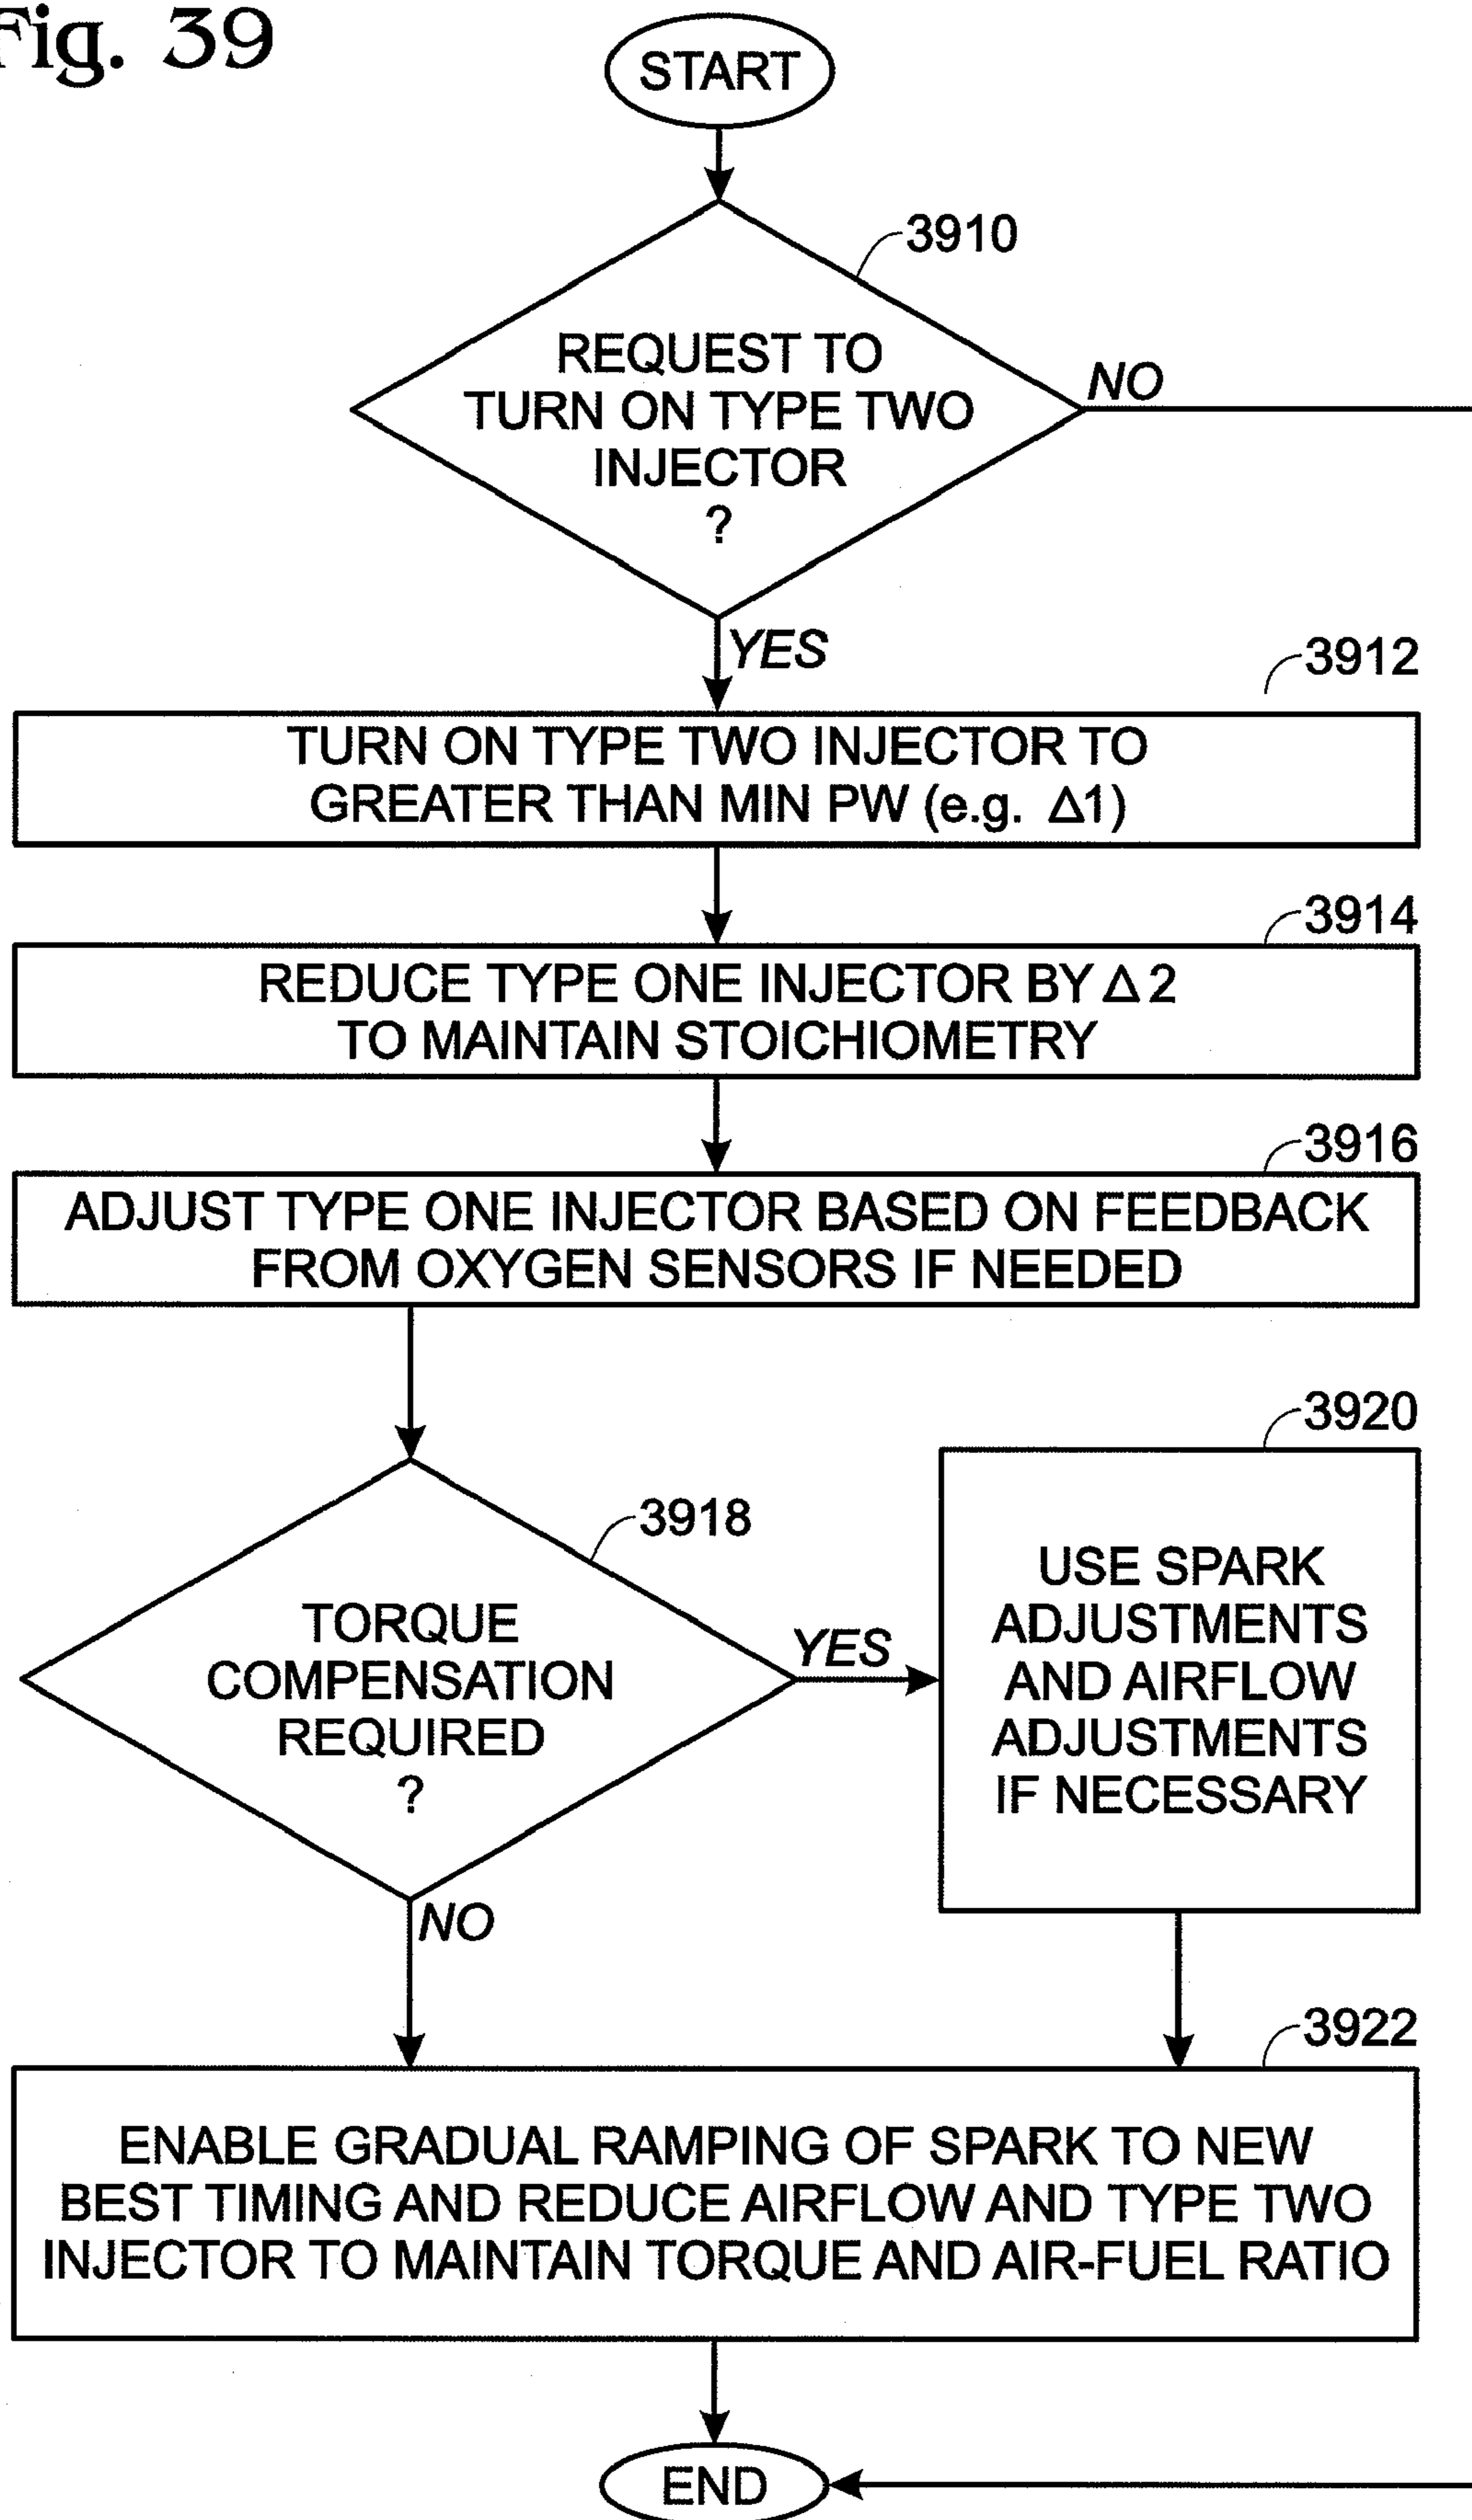 Fig. 39
START
3910
REQUEST TO
TURN ON TYPE TWO
INJECTOR
?
NO
YES
3912
TURN ON TYPE TWO INJECTOR TO
GREATER THAN MIN PW (e.g. Δ1)
3914
REDUCE TYPE ONE INJECTOR BY Δ2
TO MAINTAIN STOICHIOMETRY
3916
ADJUST TYPE ONE INJECTOR BASED ON FEEDBACK
FROM OXYGEN SENSORS IF NEEDED
3918
TORQUE
COMPENSATION
REQUIRED
?
YES
NO
3920
USE SPARK
ADJUSTMENTS
AND AIRFLOW
ADJUSTMENTS
IF NECESSARY
3922
ENABLE GRADUAL RAMPING OF SPARK TO NEW
BEST TIMING AND REDUCE AIRFLOW AND TYPE TWO
INJECTOR TO MAINTAIN TORQUE AND AIR-FUEL RATIO
END